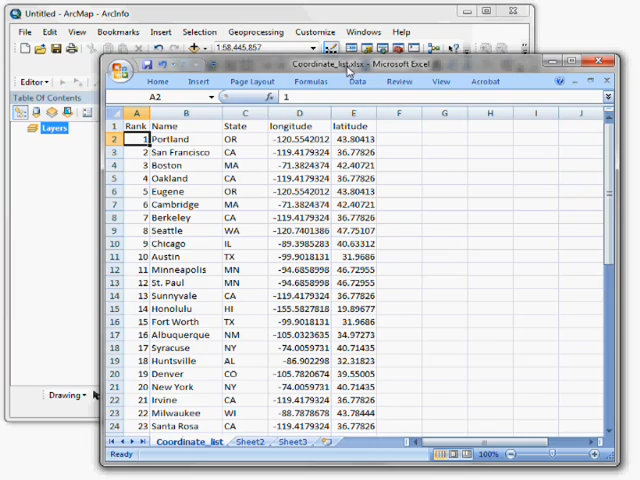 Untitled - ArcMap - ArcInfo
File Edit View Bookmarks Insert Selection Geoprocessing Customize Windows Help
1:58,445,857
Editor
Table Of Contents
Layers
Drawing
Coordinate_list.xlsx - Microsoft Excel
Home Insert Page Layout Formulas Data Review View Acrobat
A2 fx 1
A B C D E F G H I J
1 Rank Name State longitude latitude
2 1 Portland OR -120.5542012 43.80413
3 2 San Francisco CA -119.4179324 36.77826
4 3 Boston MA -71.3824374 42.40721
5 4 Oakland CA -119.4179324 36.77826
6 5 Eugene OR -120.5542012 43.80413
7 6 Cambridge MA -71.3824374 42.40721
8 7 Berkeley CA -119.4179324 36.77826
9 8 Seattle WA -120.7401386 47.75107
10 9 Chicago IL -89.3985283 40.63312
11 10 Austin TX -99.9018131 31.9686
12 11 Minneapolis MN -94.6858998 46.72955
13 12 St. Paul MN -94.6858998 46.72955
14 13 Sunnyvale CA -119.4179324 36.77826
15 14 Honolulu HI -155.5827818 19.89677
16 15 Fort Worth TX -99.9018131 31.9686
17 16 Albuquerque NM -105.0323635 34.97273
18 17 Syracuse NY -74.0059731 40.71435
19 18 Huntsville AL -86.902298 32.31823
20 19 Denver CO -105.7820674 39.55005
21 20 New York NY -74.0059731 40.71435
22 21 Irvine CA -119.4179324 36.77826
23 22 Milwaukee WI -88.7878678 43.78444
24 23 Santa Rosa CA -119.4179324 36.77826
Coordinate_list Sheet2 Sheet3
Ready 100%